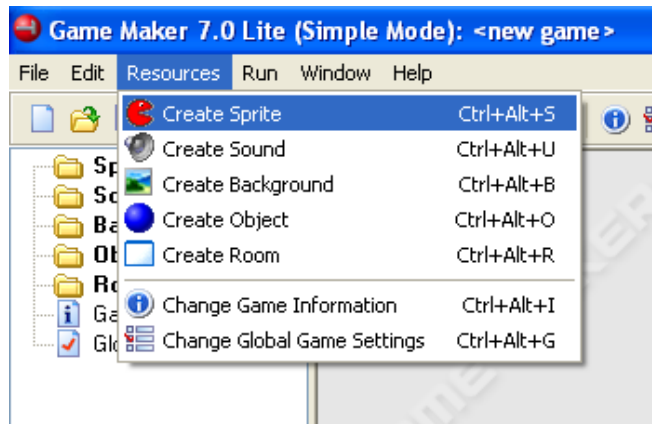 Game Maker 7.0 Lite (Simple Mode): <new game>
File Edit Resources Run Window Help
Create Sprite Ctrl+Alt+S
Create Sound Ctrl+Alt+U
Create Background Ctrl+Alt+B
Create Object Ctrl+Alt+O
Create Room Ctrl+Alt+R
Change Game Information Ctrl+Alt+I
Change Global Game Settings Ctrl+Alt+G